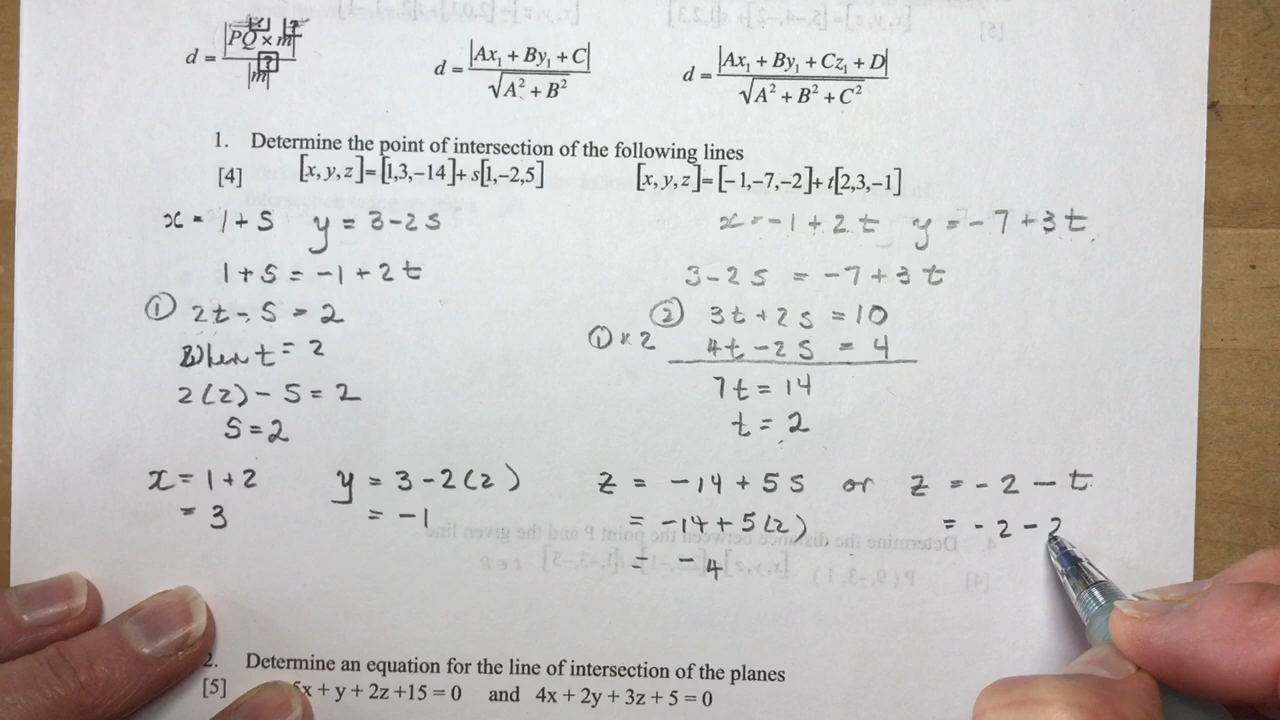 d = |PQ × m| / |m|   d = |Ax₁ + By₁ + C| / √A² + B²   d = |Ax₁ + By₁ + Cz₁ + D| / √A² + B² + C²
1. Determine the point of intersection of the following lines
[4] [x, y, z]= [1,3,−14]+ s[1,−2,5]   [x, y, z]= [−1,−7,−2]+ t[2,3,−1]
x = 1 + s   y = 3 − 2s   x = −1 + 2t   y = −7 + 3t
1 + s = −1 + 2t   3 − 2s = −7 + 3t
① 2t − s = 2   ② 3t + 2s = 10
When t = 2   ① × 2   4t − 2s = 4
2(2) − s = 2   7t = 14
s = 2   t = 2
x = 1 + 2   y = 3 − 2(2)   z = −14 + 5s   or   z = −2 − t
= 3   = −1   = −14 + 5(2)   = −2 − 2
= −4
2. Determine an equation for the line of intersection of the planes
[5] 5x + y + 2z +15 = 0   and   4x + 2y + 3z + 5 = 0